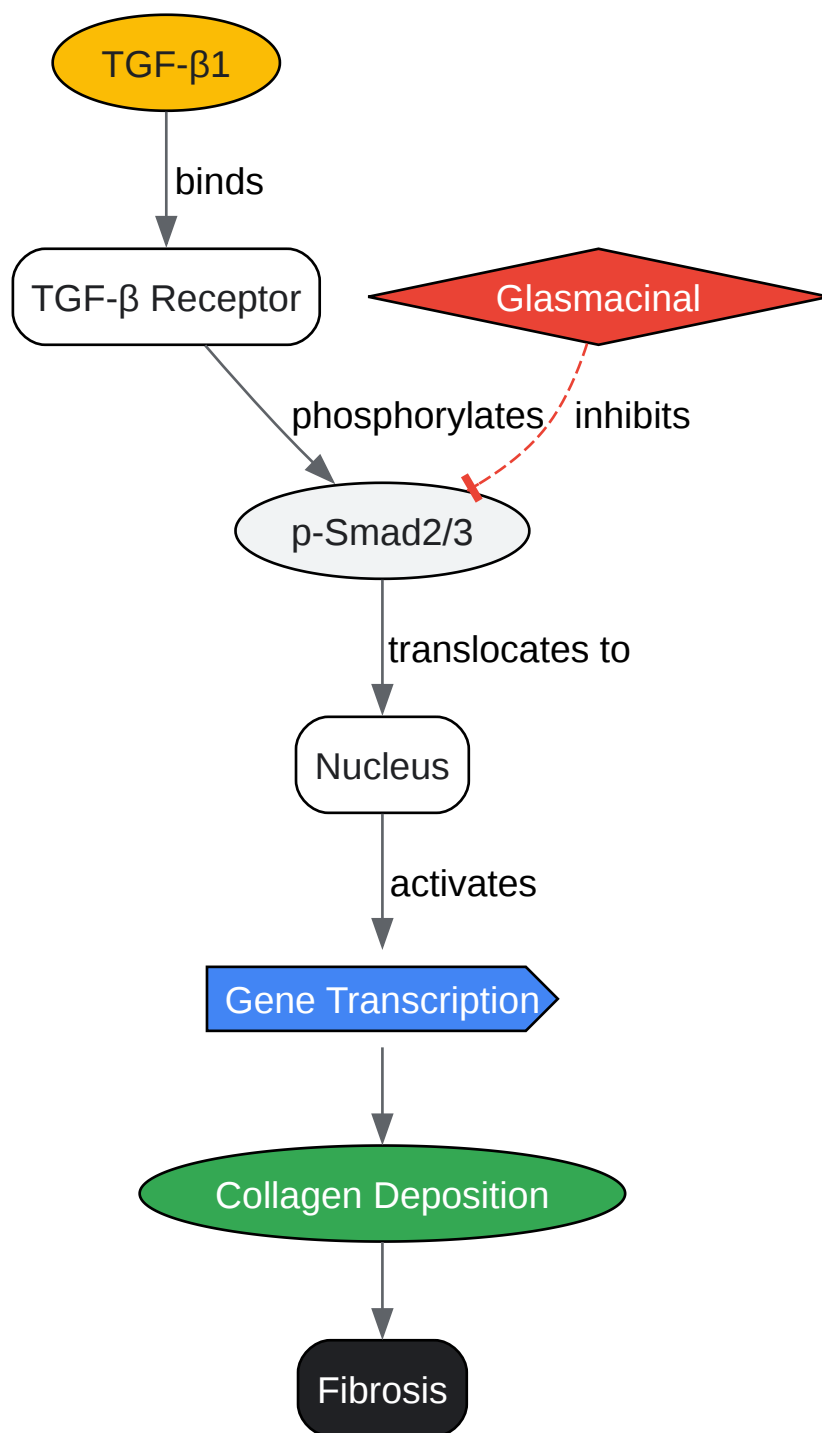 TGF-β1
binds
TGF-β Receptor
Glasmacinal
phosphorylates
inhibits
p-Smad2/3
translocates to
Nucleus
activates
Gene Transcription
Collagen Deposition
Fibrosis